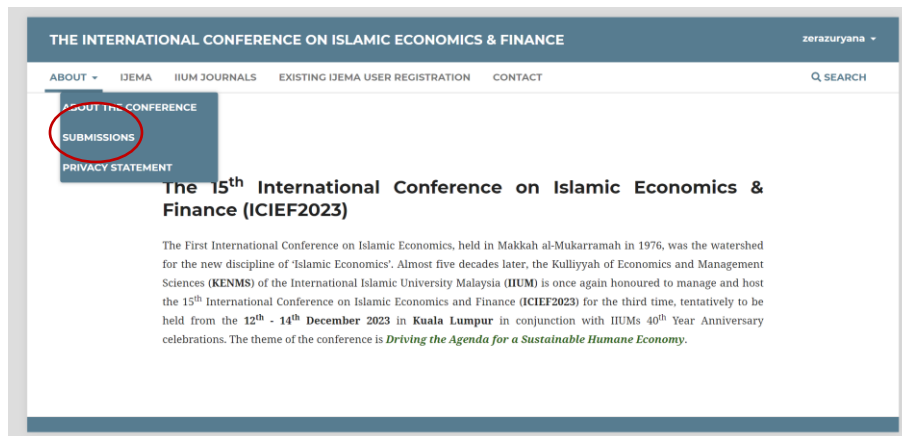 THE INTERNATIONAL CONFERENCE ON ISLAMIC ECONOMICS & FINANCE
zerazuryana
ABOUT IJEMA IIUM JOURNALS EXISTING IJEMA USER REGISTRATION CONTACT
SEARCH
ABOUT THE CONFERENCE
SUBMISSIONS
PRIVACY STATEMENT
The 15th International Conference on Islamic Economics &
Finance (ICIEF2023)
The First International Conference on Islamic Economics, held in Makkah al-Mukarramah in 1976, was the watershed
for the new discipline of ‘Islamic Economics’. Almost five decades later, the Kulliyyah of Economics and Management
Sciences (KENMS) of the International Islamic University Malaysia (IIUM) is once again honoured to manage and host
the 15th International Conference on Islamic Economics and Finance (ICIEF2023) for the third time, tentatively to be
held from the 12th - 14th December 2023 in Kuala Lumpur in conjunction with IIUMs 40th Year Anniversary
celebrations. The theme of the conference is Driving the Agenda for a Sustainable Humane Economy.